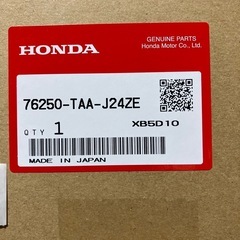 GENUINE PARTS
HONDA
Honda Motor Co., Ltd.
76250-TAA-J24ZE
QTY 1
XB5D10
MADE IN JAPAN